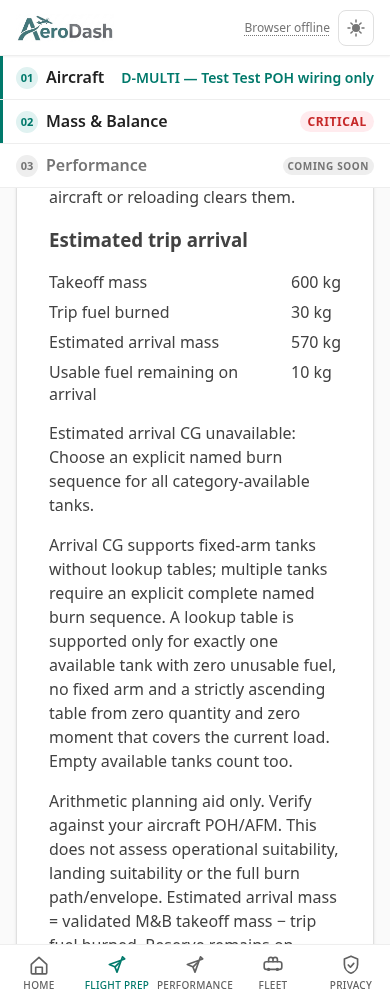 AeroDash
Browser offline
01 Aircraft D-MULTI — Test Test POH wiring only
02 Mass & Balance CRITICAL
03 Performance COMING SOON
aircraft or reloading clears them.
Estimated trip arrival
Takeoff mass 600 kg
Trip fuel burned 30 kg
Estimated arrival mass 570 kg
Usable fuel remaining on 10 kg
arrival
Estimated arrival CG unavailable:
Choose an explicit named burn
sequence for all category-available
tanks.
Arrival CG supports fixed-arm tanks
without lookup tables; multiple tanks
require an explicit complete named
burn sequence. A lookup table is
supported only for exactly one
available tank with zero unusable fuel,
no fixed arm and a strictly ascending
table from zero quantity and zero
moment that covers the current load.
Empty available tanks count too.
Arithmetic planning aid only. Verify
against your aircraft POH/AFM. This
does not assess operational suitability,
landing suitability or the full burn
path/envelope. Estimated arrival mass
= validated M&B takeoff mass − trip
fuel burned. Reserve remains on
HOME FLIGHT PREP PERFORMANCE FLEET PRIVACY